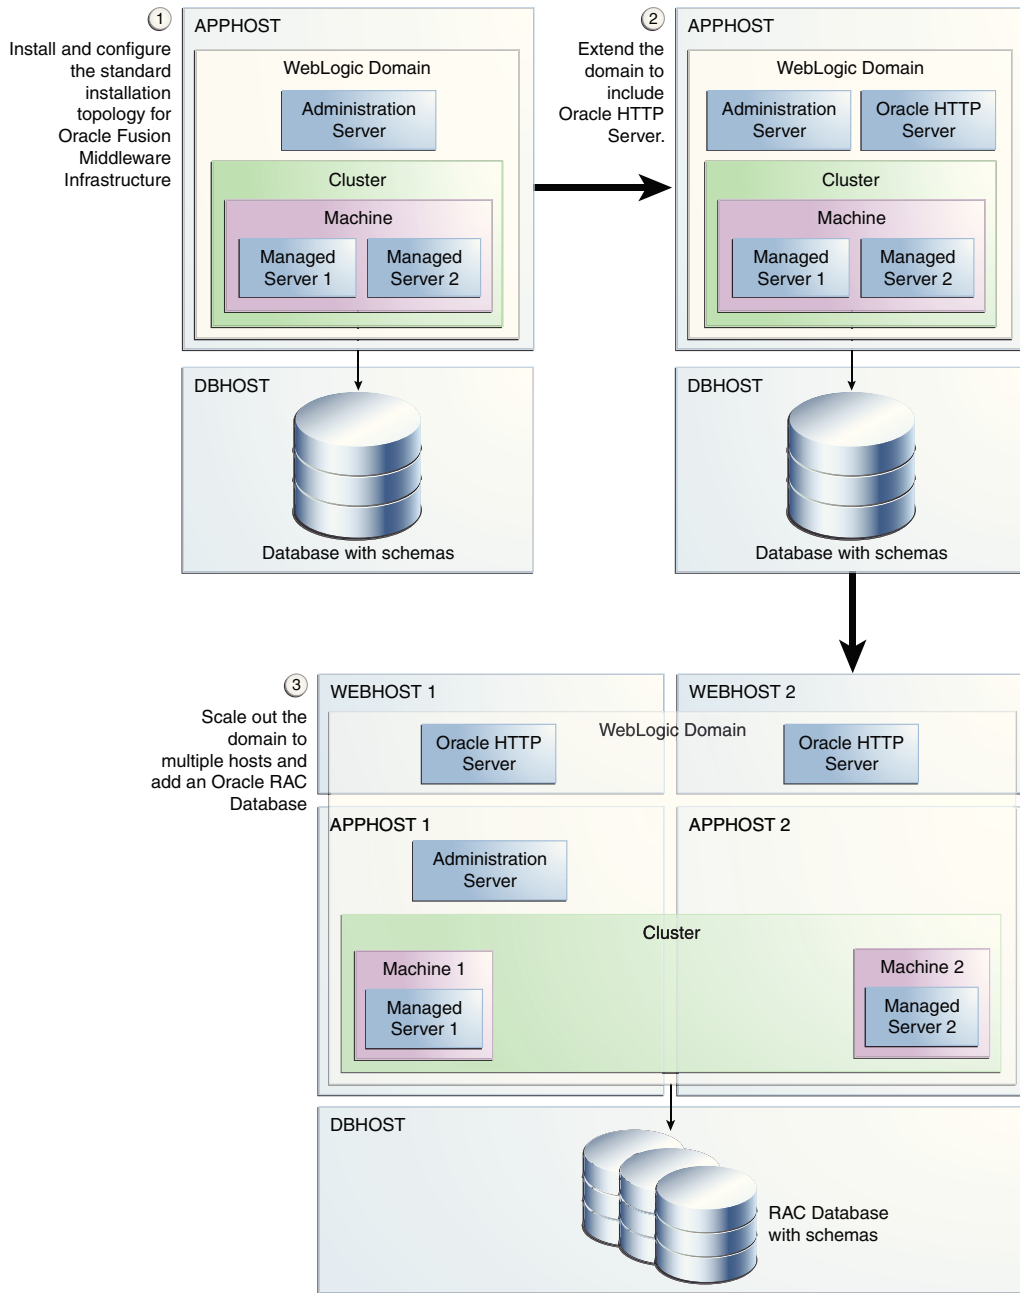 1
Install and configure
the standard
installation
topology for
Oracle Fusion
Middleware
Infrastructure
APPHOST
WebLogic Domain
Administration
Server
Cluster
Machine
Managed
Server 1
Managed
Server 2
DBHOST
Database with schemas
2
Extend the
domain to
include
Oracle HTTP
Server.
APPHOST
WebLogic Domain
Administration
Server
Oracle HTTP
Server
Cluster
Machine
Managed
Server 1
Managed
Server 2
DBHOST
Database with schemas
3
Scale out the
domain to
multiple hosts and
add an Oracle RAC
Database
WEBHOST 1
WEBHOST 2
WebLogic Domain
Oracle HTTP
Server
Oracle HTTP
Server
APPHOST 1
APPHOST 2
Administration
Server
Cluster
Machine 1
Managed
Server 1
Machine 2
Managed
Server 2
DBHOST
RAC Database
with schemas